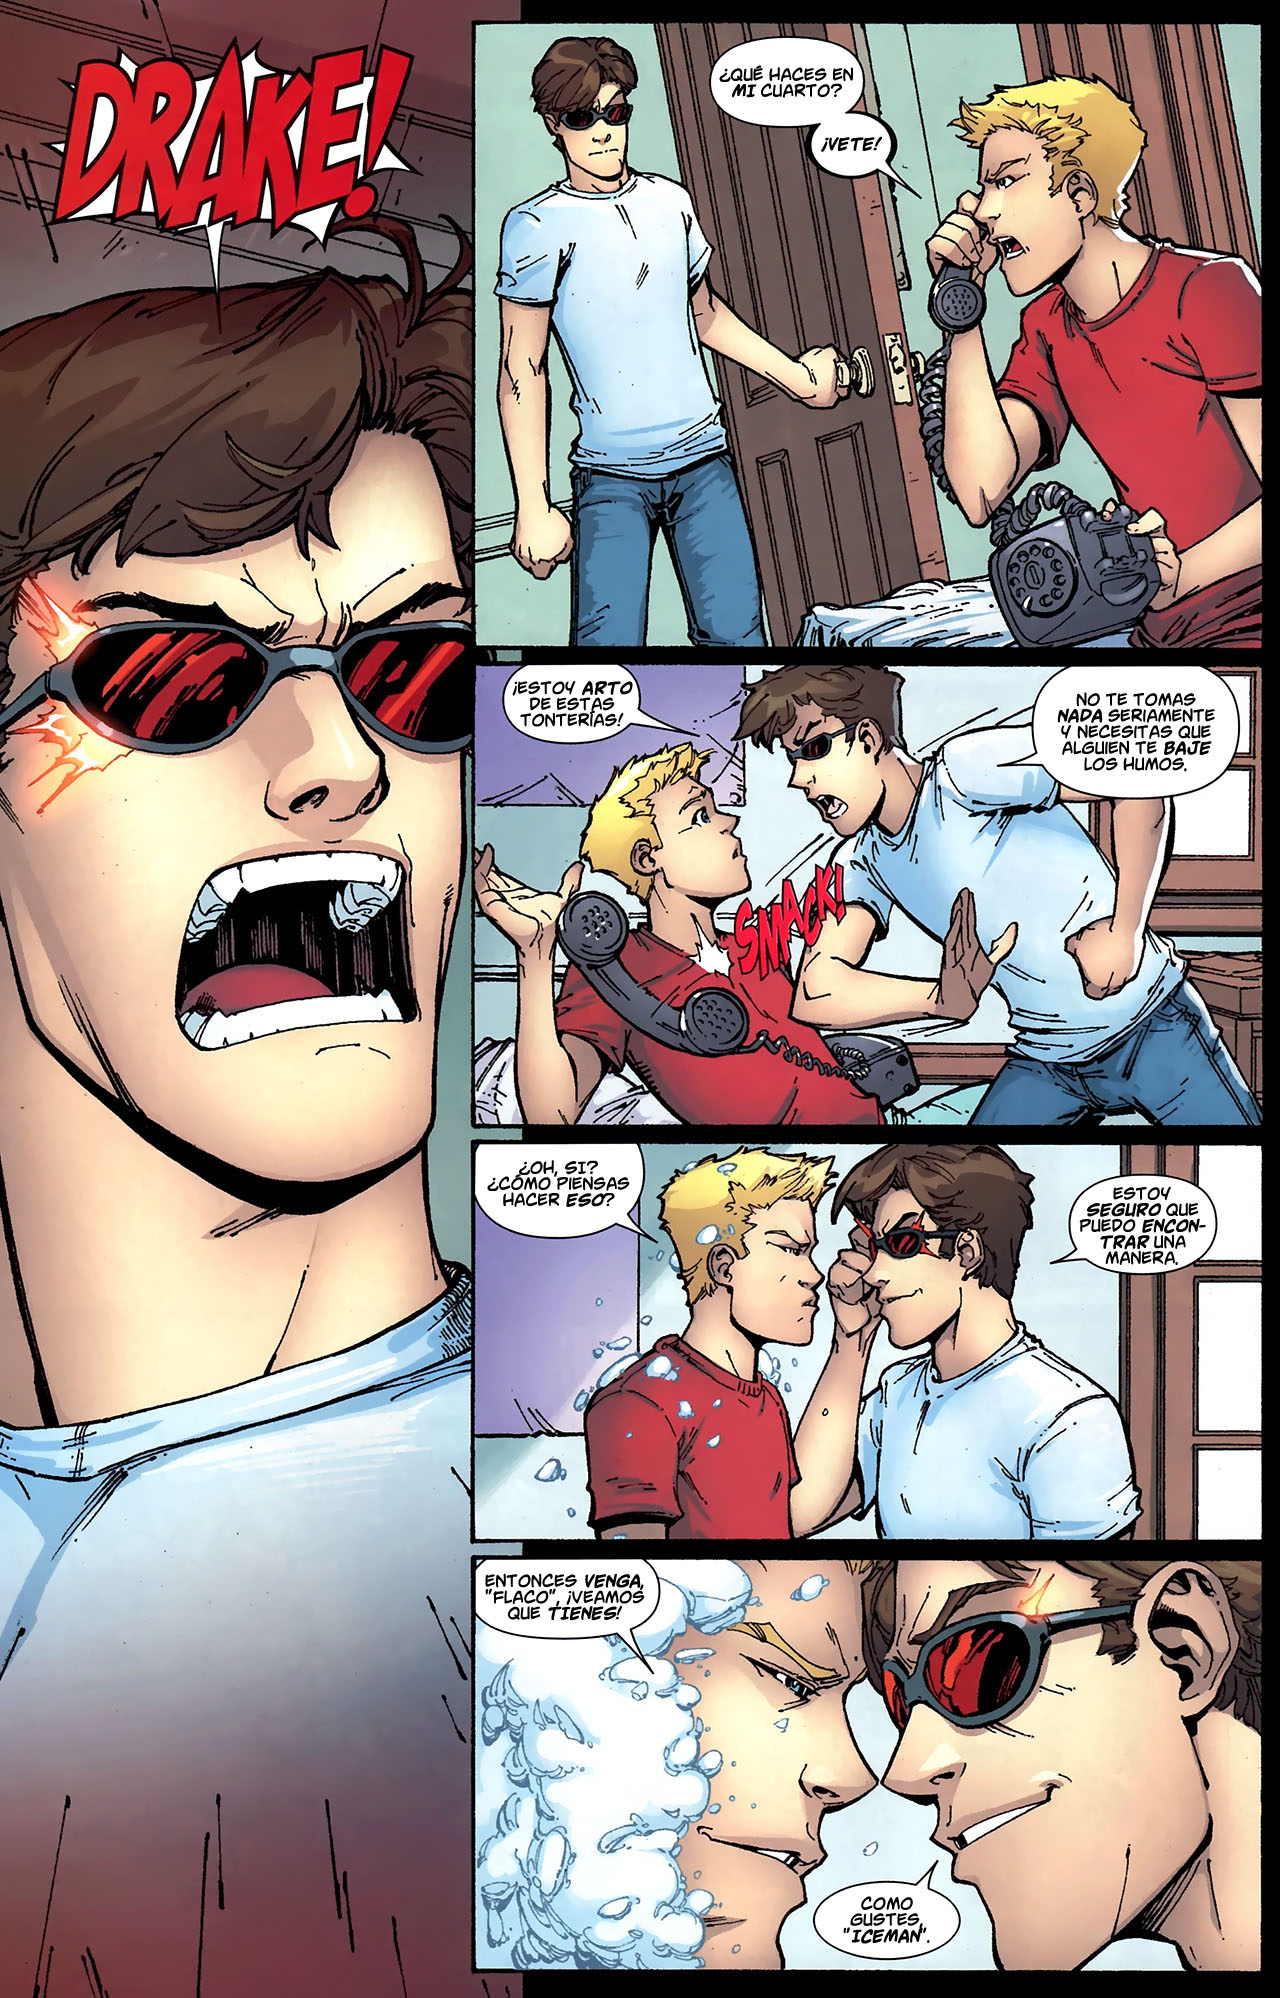 DRAKE!
¿QUÉ HACES EN
MI CUARTO?
¡VETE!
¡ESTOY ARTO
DE ESTAS
TONTERÍAS!
NO TE TOMAS
NADA SERIAMENTE
Y NECESITAS QUE
ALGUIEN TE BAJE
LOS HUMOS.
SMACK!
¿OH, SI?
¿CÓMO PIENSAS
HACER ESO?
ESTOY
SEGURO QUE
PUEDO ENCON-
TRAR UNA
MANERA.
ENTONCES VENGA,
"FLACO", ¡VEAMOS
QUE TIENES!
COMO
GUSTES,
"ICEMAN".